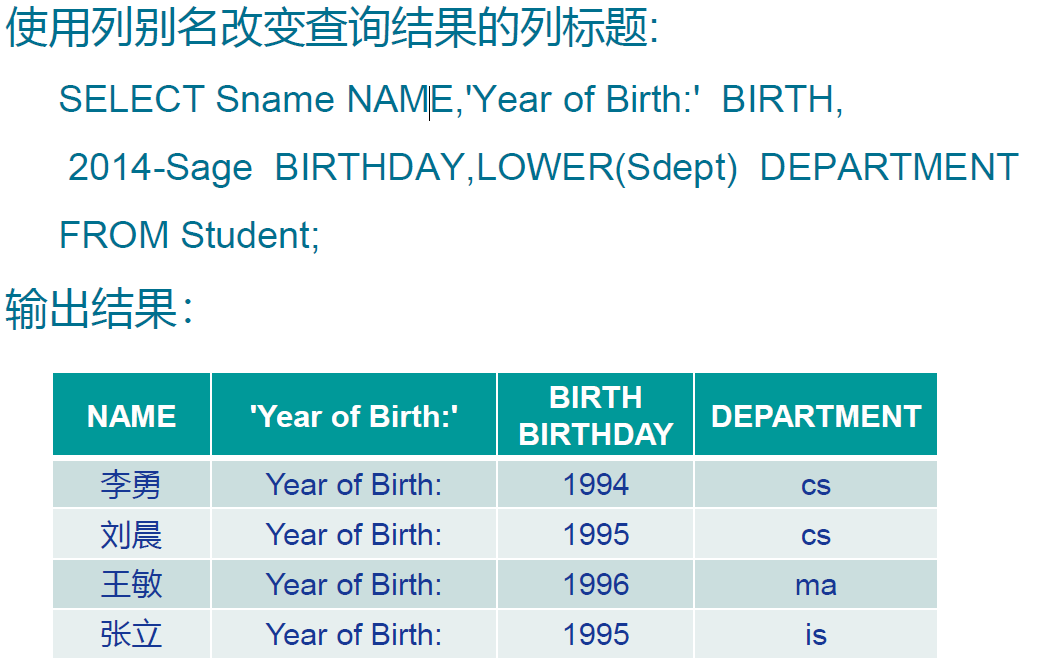 使用列别名改变查询结果的列标题:
SELECT Sname NAME,'Year of Birth:' BIRTH,
2014-Sage BIRTHDAY,LOWER(Sdept) DEPARTMENT
FROM Student;
输出结果：
NAME 'Year of Birth:' BIRTH BIRTHDAY DEPARTMENT
李勇 Year of Birth: 1994 cs
刘晨 Year of Birth: 1995 cs
王敏 Year of Birth: 1996 ma
张立 Year of Birth: 1995 is